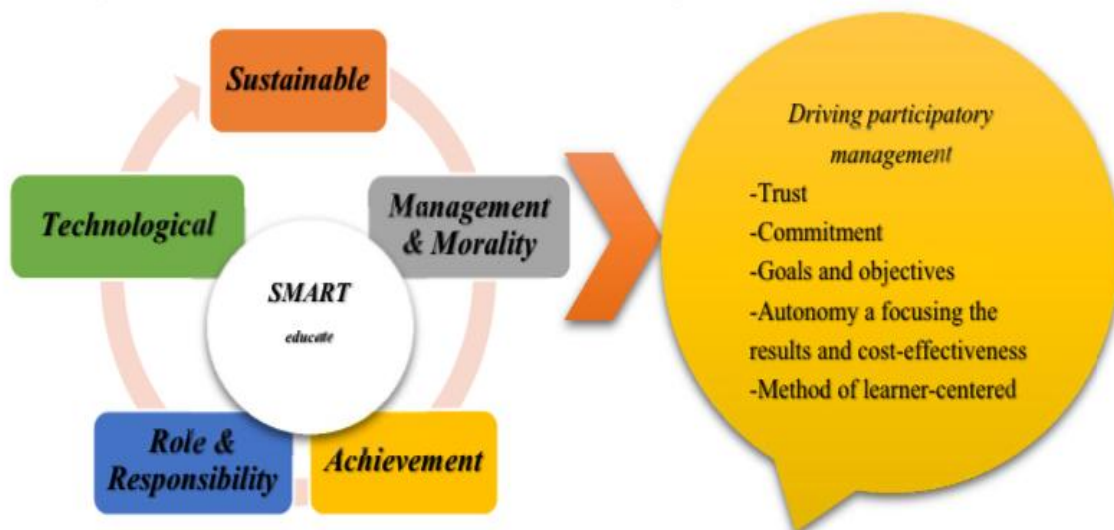 Sustainable
Management
& Morality
Achievement
Role &
Responsibility
Technological
SMART
educate
Driving participatory
management
-Trust
-Commitment
-Goals and objectives
-Autonomy a focusing the
results and cost-effectiveness
-Method of learner-centered